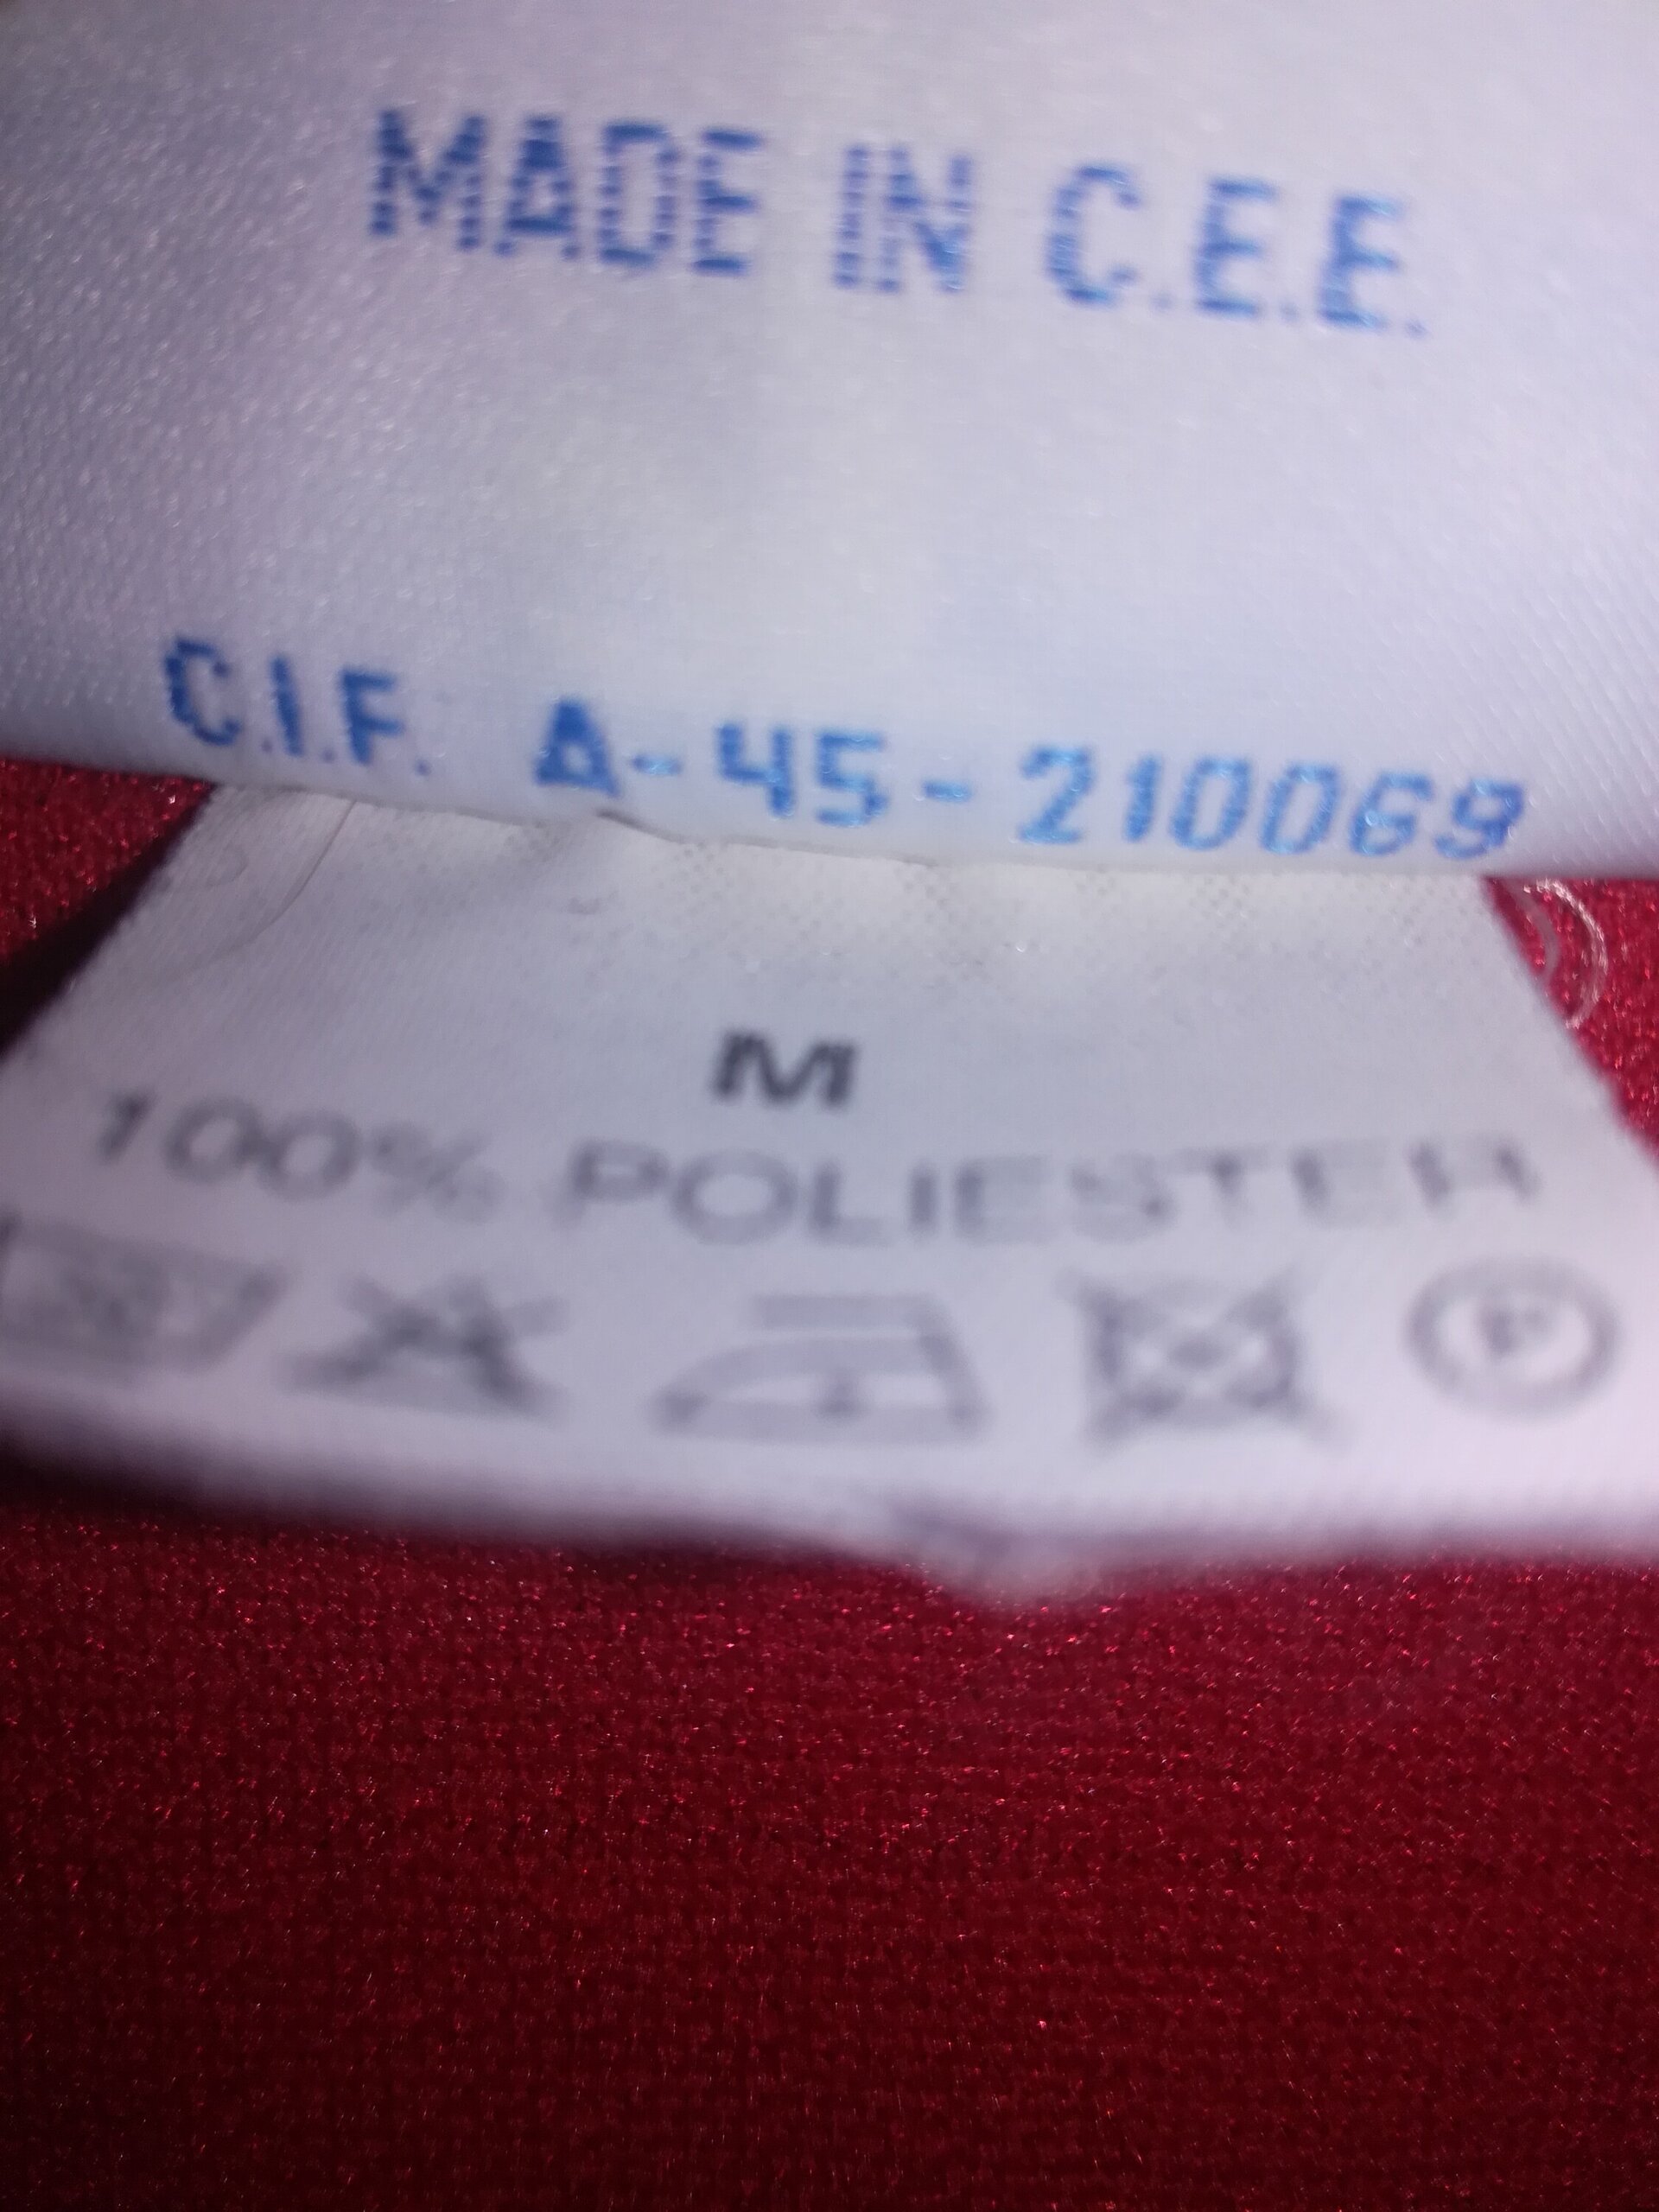 MADE IN C.E.E.
C.I.F. A-45-210069
M
100% POLIESTER
P